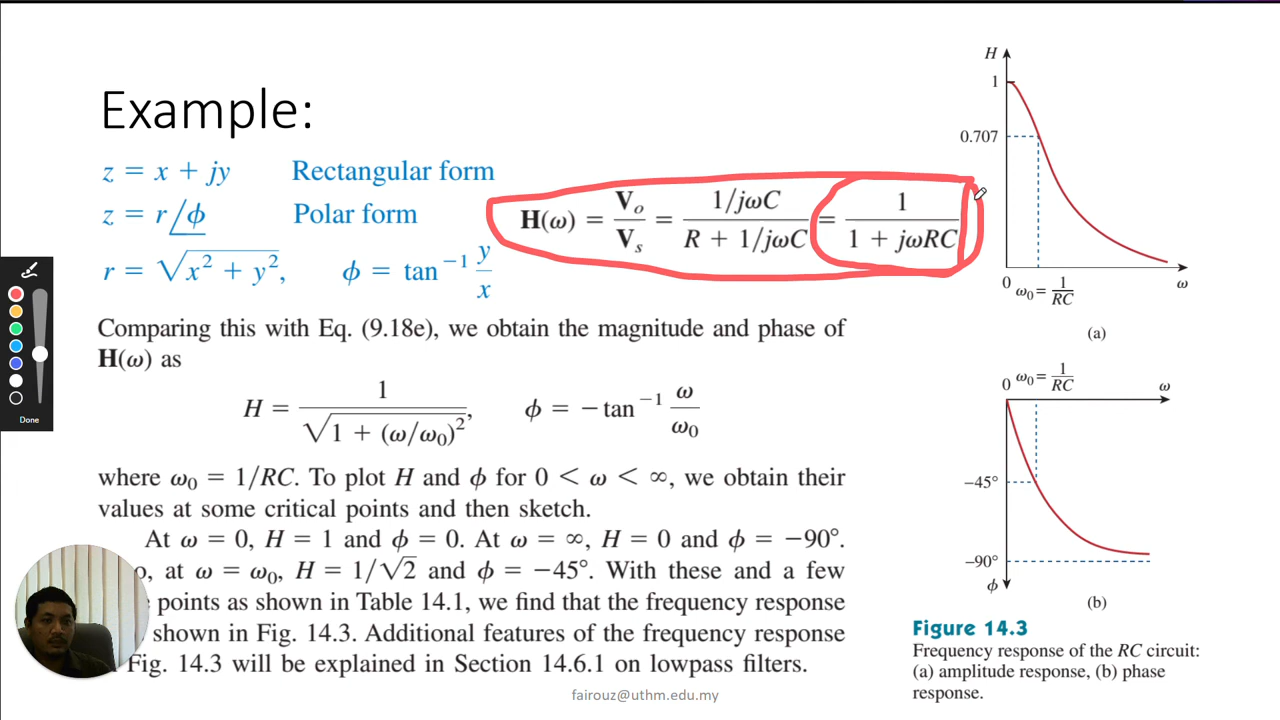 Example:
z = x + jy Rectangular form
z = r/ϕ Polar form
r = √x² + y², ϕ = tan⁻¹ y/x
H(ω) = Vo/Vs = 1/jωC / R + 1/jωC = 1 / 1 + jωRC
Comparing this with Eq. (9.18e), we obtain the magnitude and phase of
H(ω) as
H = 1 / √1 + (ω/ω₀)², ϕ = −tan⁻¹ ω/ω₀
where ω₀ = 1/RC. To plot H and ϕ for 0 < ω < ∞, we obtain their
values at some critical points and then sketch.
At ω = 0, H = 1 and ϕ = 0. At ω = ∞, H = 0 and ϕ = −90°.
o, at ω = ω₀, H = 1/√2 and ϕ = −45°. With these and a few
points as shown in Table 14.1, we find that the frequency response
shown in Fig. 14.3. Additional features of the frequency response
Fig. 14.3 will be explained in Section 14.6.1 on lowpass filters.
fairouz@uthm.edu.my
Done
H
1
0.707
0 ω₀ = 1/RC ω
(a)
0 ω₀ = 1/RC ω
−45°
−90°
ϕ
(b)
Figure 14.3
Frequency response of the RC circuit:
(a) amplitude response, (b) phase
response.